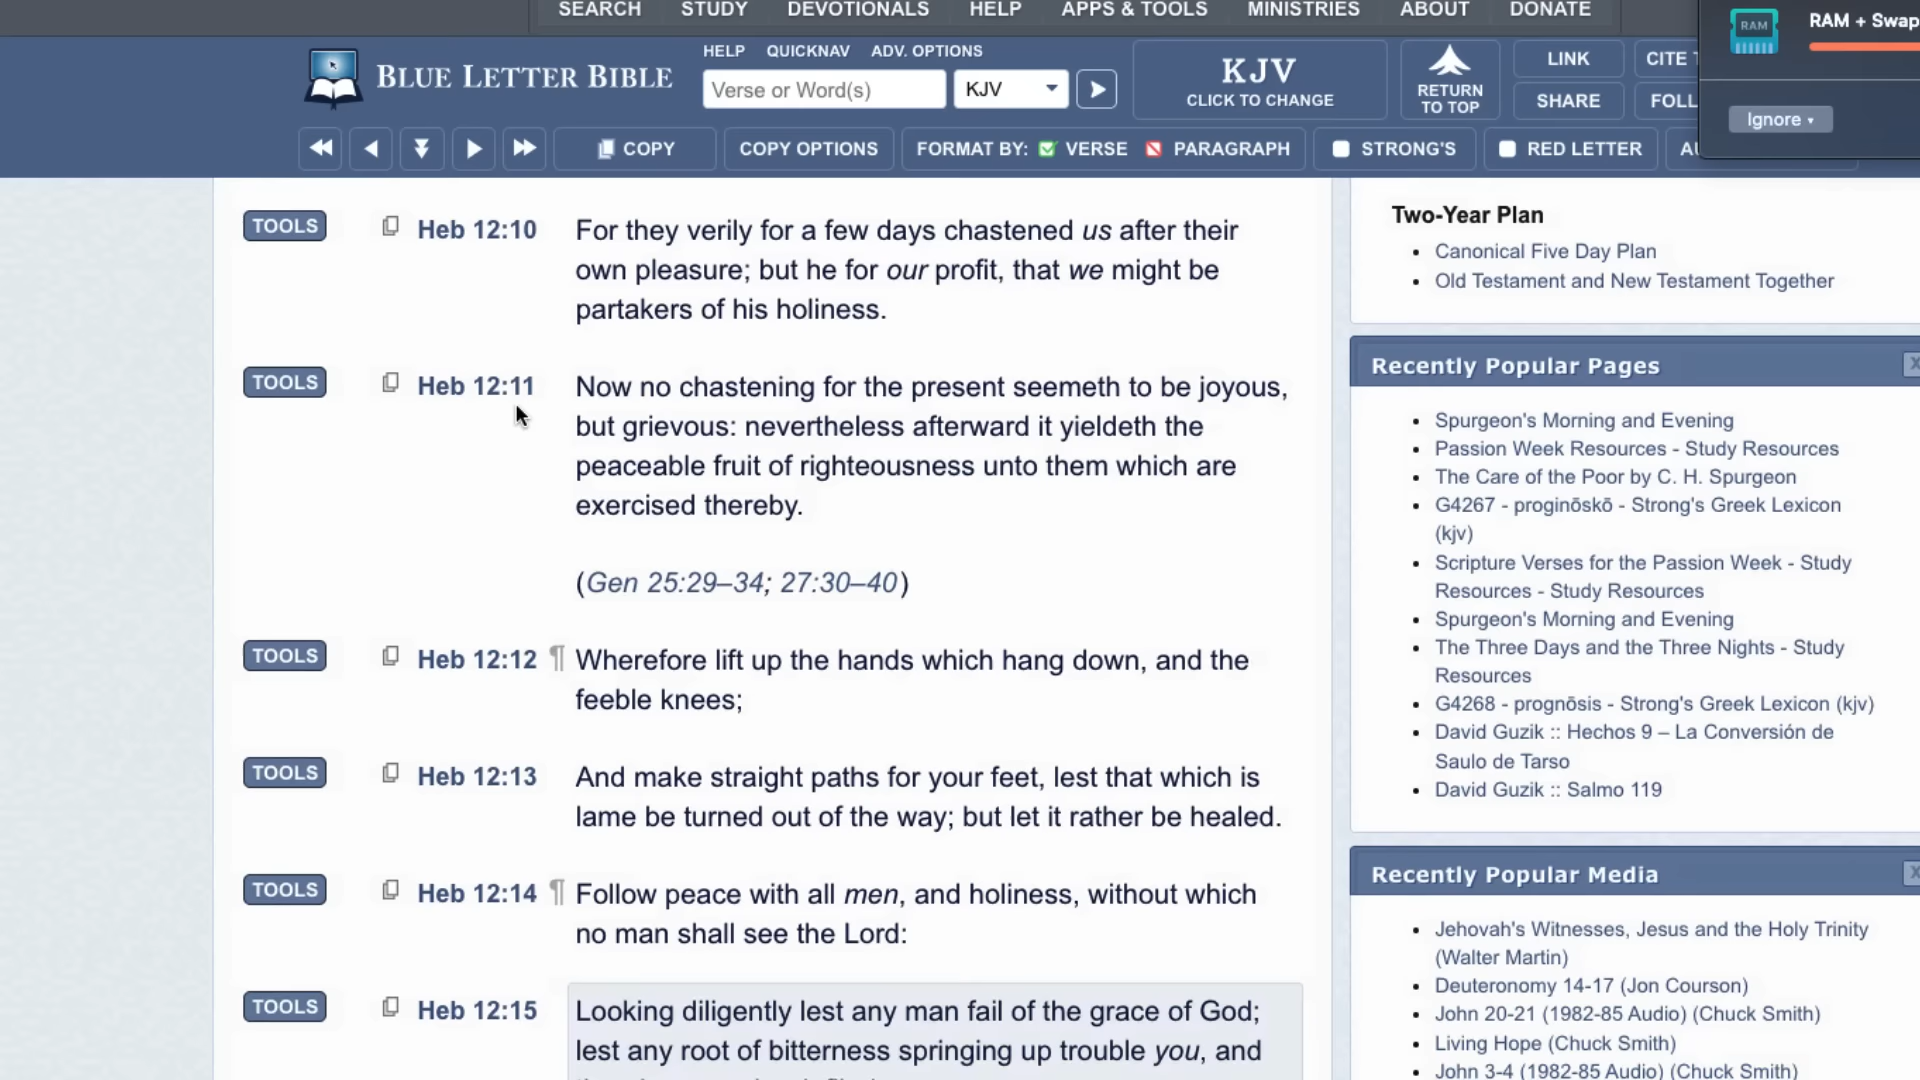 SEARCH STUDY DEVOTIONALS HELP APPS & TOOLS MINISTRIES ABOUT DONATE
RAM
RAM + Swap
Ignore
BLUE LETTER BIBLE
HELP QUICKNAV ADV. OPTIONS
Verse or Word(s)
KJV
KJV
CLICK TO CHANGE
RETURN
TO TOP
LINK
CITE
SHARE
COPY
COPY OPTIONS
FORMAT BY: VERSE PARAGRAPH
STRONG'S
RED LETTER
TOOLS
Heb 12:10
For they verily for a few days chastened us after their
own pleasure; but he for our profit, that we might be
partakers of his holiness.
TOOLS
Heb 12:11
Now no chastening for the present seemeth to be joyous,
but grievous: nevertheless afterward it yieldeth the
peaceable fruit of righteousness unto them which are
exercised thereby.
(Gen 25:29–34; 27:30–40)
TOOLS
Heb 12:12
¶ Wherefore lift up the hands which hang down, and the
feeble knees;
TOOLS
Heb 12:13
And make straight paths for your feet, lest that which is
lame be turned out of the way; but let it rather be healed.
TOOLS
Heb 12:14
¶ Follow peace with all men, and holiness, without which
no man shall see the Lord:
TOOLS
Heb 12:15
Looking diligently lest any man fail of the grace of God;
lest any root of bitterness springing up trouble you, and
Two-Year Plan
• Canonical Five Day Plan
• Old Testament and New Testament Together
Recently Popular Pages
X
• Spurgeon's Morning and Evening
• Passion Week Resources - Study Resources
• The Care of the Poor by C. H. Spurgeon
• G4267 - proginōskō - Strong's Greek Lexicon
(kjv)
• Scripture Verses for the Passion Week - Study
Resources - Study Resources
• Spurgeon's Morning and Evening
• The Three Days and the Three Nights - Study
Resources
• G4268 - prognōsis - Strong's Greek Lexicon (kjv)
• David Guzik :: Hechos 9 – La Conversión de
Saulo de Tarso
• David Guzik :: Salmo 119
Recently Popular Media
X
• Jehovah's Witnesses, Jesus and the Holy Trinity
(Walter Martin)
• Deuteronomy 14-17 (Jon Courson)
• John 20-21 (1982-85 Audio) (Chuck Smith)
• Living Hope (Chuck Smith)
• John 3-4 (1982-85 Audio) (Chuck Smith)